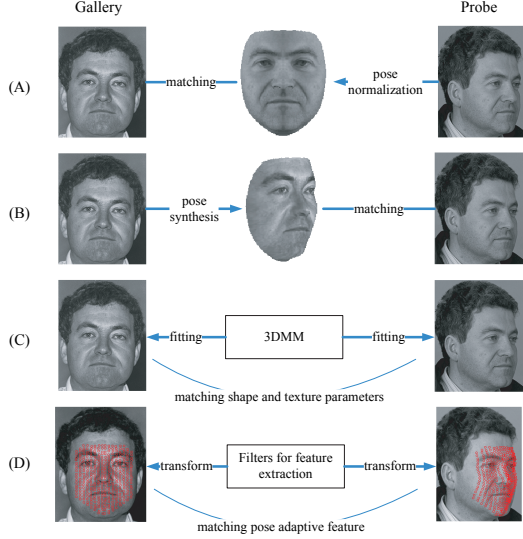 Gallery
Probe
(A)
matching
pose
normalization
(B)
pose
synthesis
matching
(C)
fitting
3DMM
fitting
matching shape and texture parameters
(D)
transform
Filters for feature
extraction
transform
matching pose adaptive feature